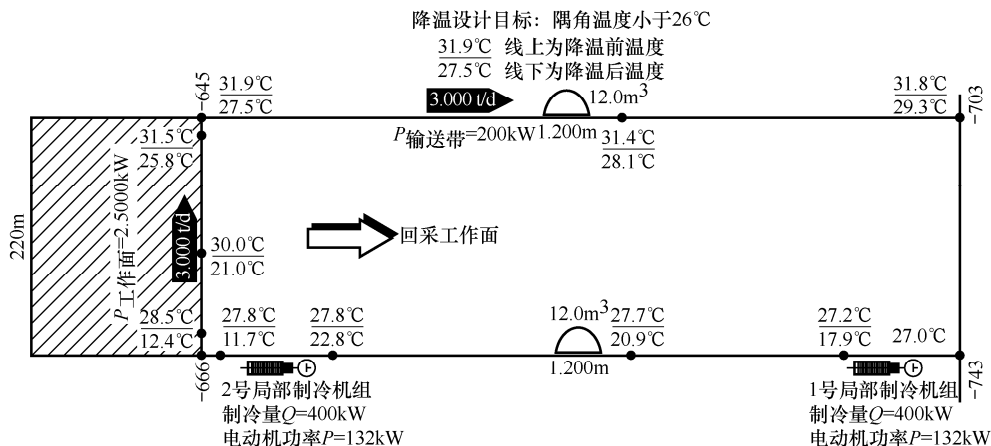 降温设计目标：隅角温度小于26℃
31.9℃ 线上为降温前温度
27.5℃ 线下为降温后温度
-645
31.9℃
27.5℃
3.000 t/d
12.0m³
31.8℃
29.3℃
-703
P输送带=200kW
1.200m
31.5℃
25.8℃
31.4℃
28.1℃
220m
P工作面=2.5000kW
3.000 t/d
回采工作面
30.0℃
21.0℃
28.5℃
12.4℃
27.8℃
11.7℃
27.8℃
22.8℃
12.0m³
27.7℃
20.9℃
27.2℃
17.9℃
27.0℃
-666
1.200m
-743
2号局部制冷机组
制冷量Q=400kW
电动机功率P=132kW
1号局部制冷机组
制冷量Q=400kW
电动机功率P=132kW